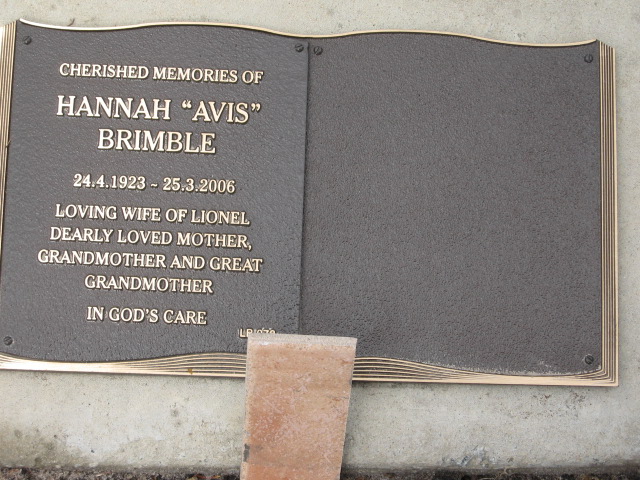 CHERISHED MEMORIES OF
HANNAH "AVIS"
BRIMBLE
24.4.1923 - 25.3.2006
LOVING WIFE OF LIONEL
DEARLY LOVED MOTHER,
GRANDMOTHER AND GREAT
GRANDMOTHER
IN GOD'S CARE